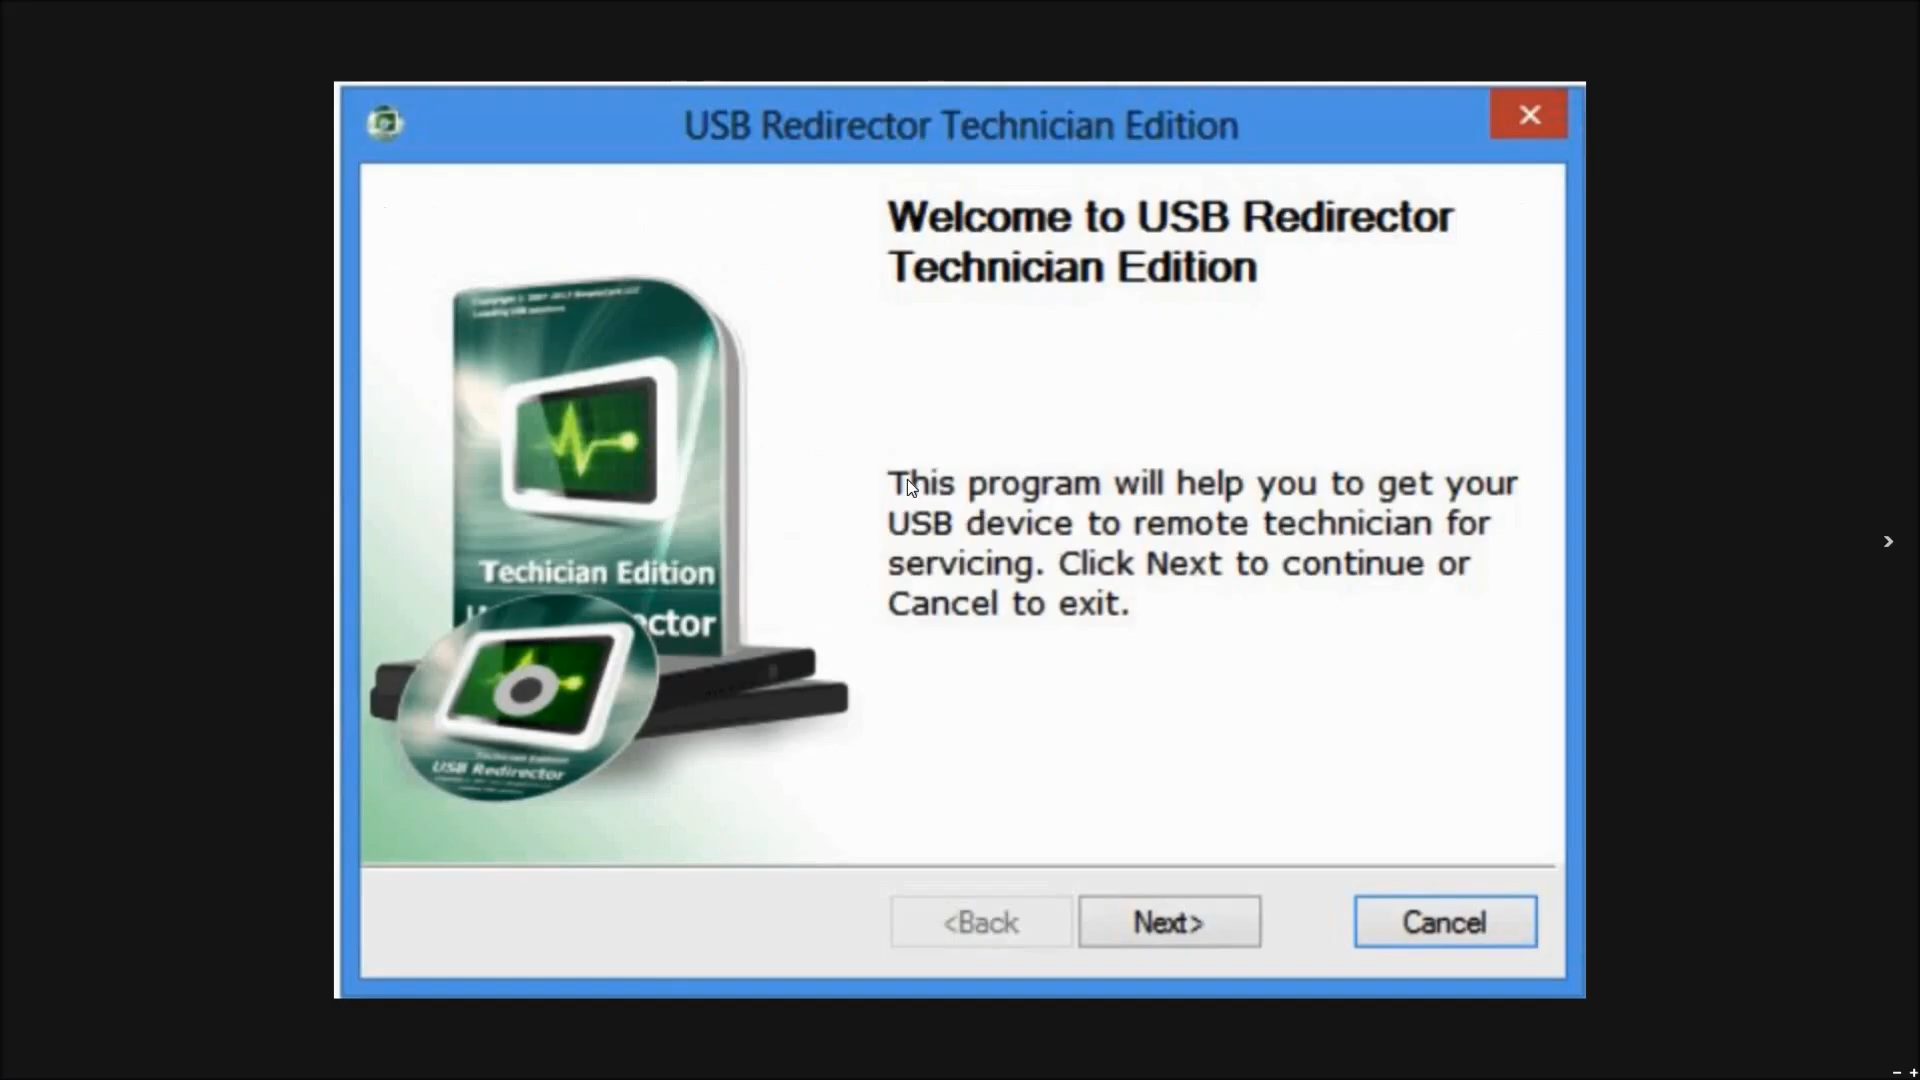 USB Redirector Technician Edition
Welcome to USB Redirector
Technician Edition
This program will help you to get your
USB device to remote technician for
servicing. Click Next to continue or
Cancel to exit.
Techician Edition
ector
USB Redirector
<Back
Next>
Cancel